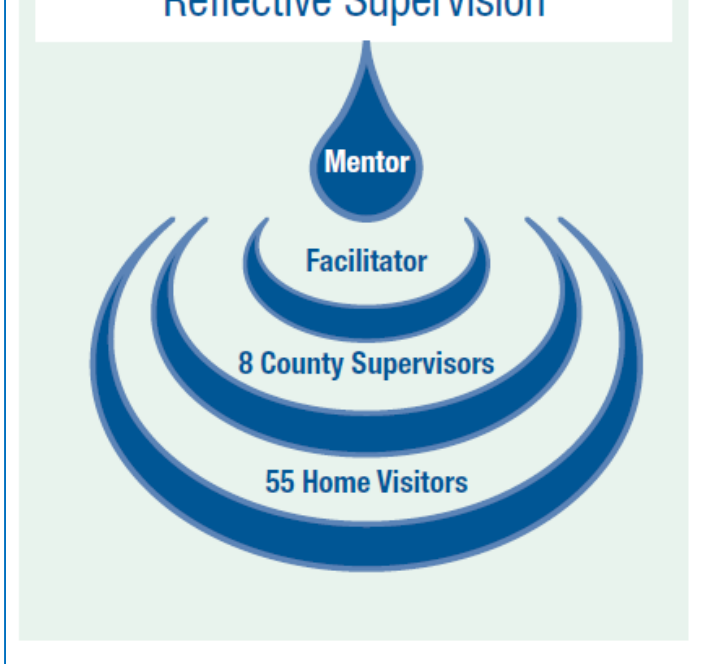 Reflective Supervision
Mentor
Facilitator
8 County Supervisors
55 Home Visitors